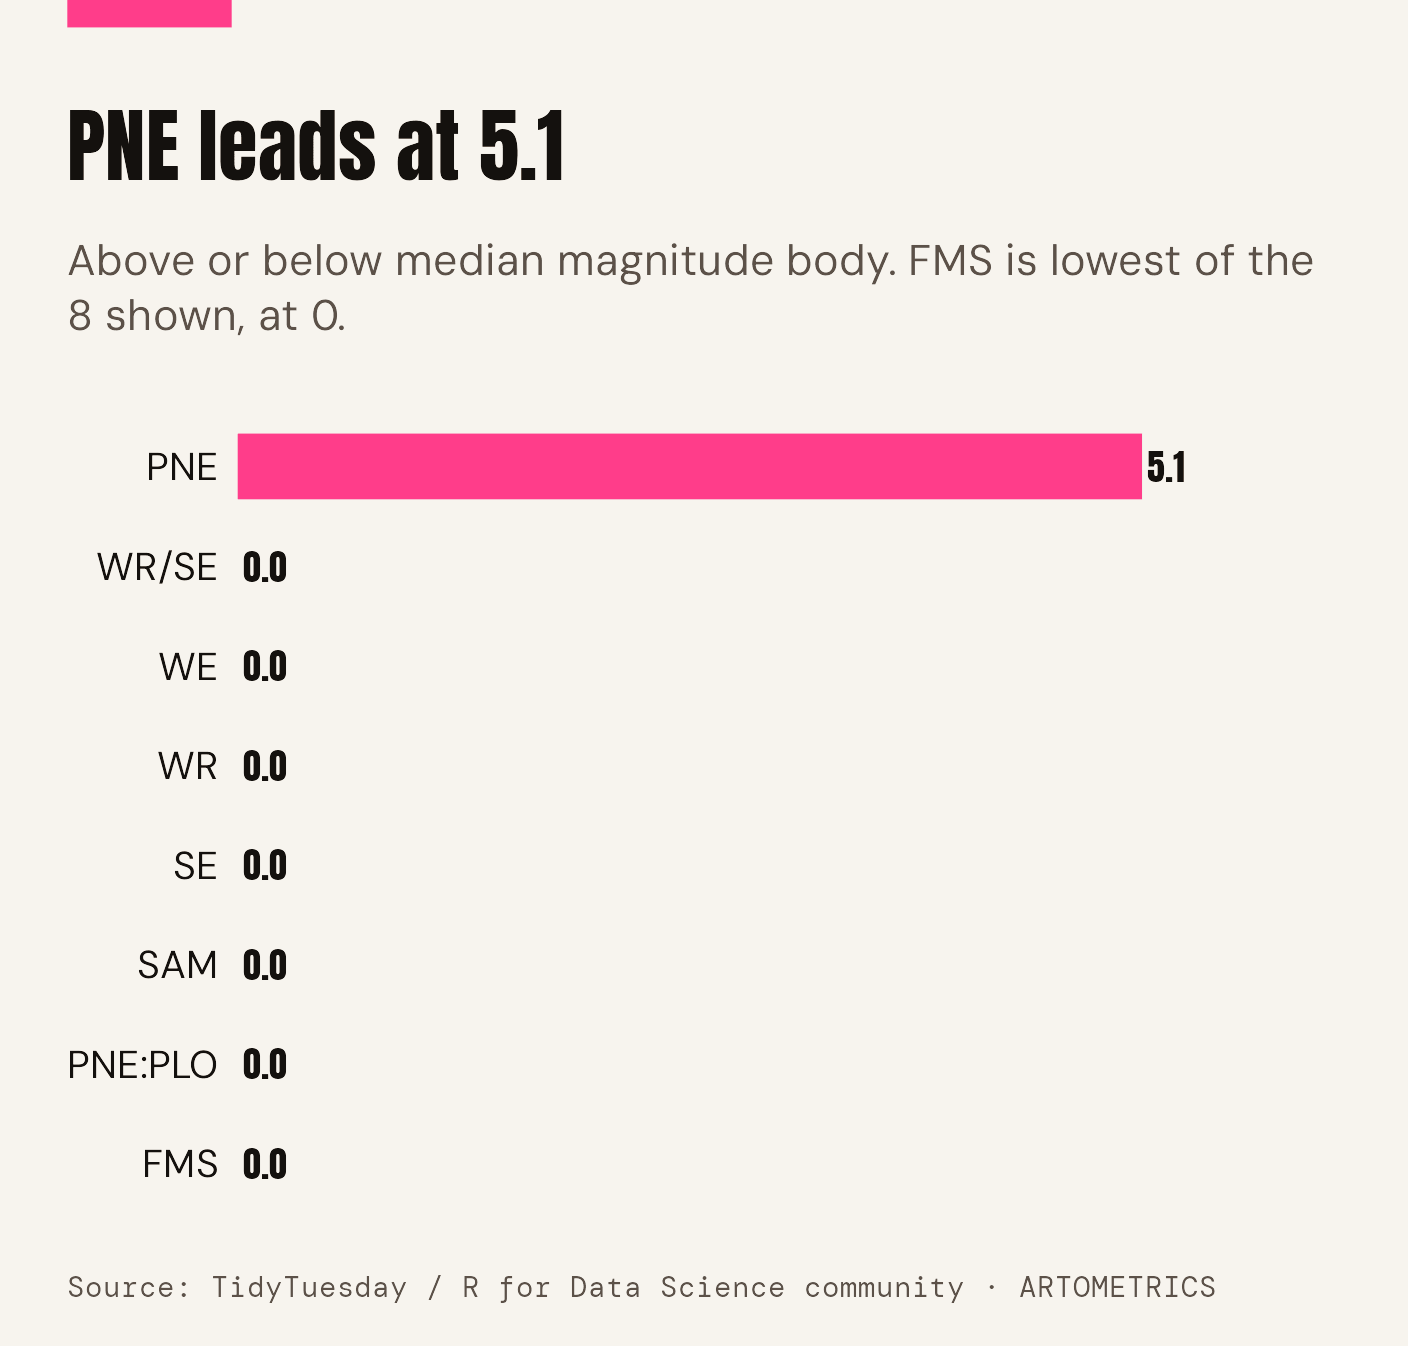 PNE leads at 5.1
Above or below median magnitude body. FMS is lowest of the
8 shown, at 0.
PNE 5.1
WR/SE 0.0
WE 0.0
WR 0.0
SE 0.0
SAM 0.0
PNE:PLO 0.0
FMS 0.0
Source: TidyTuesday / R for Data Science community · ARTOMETRICS